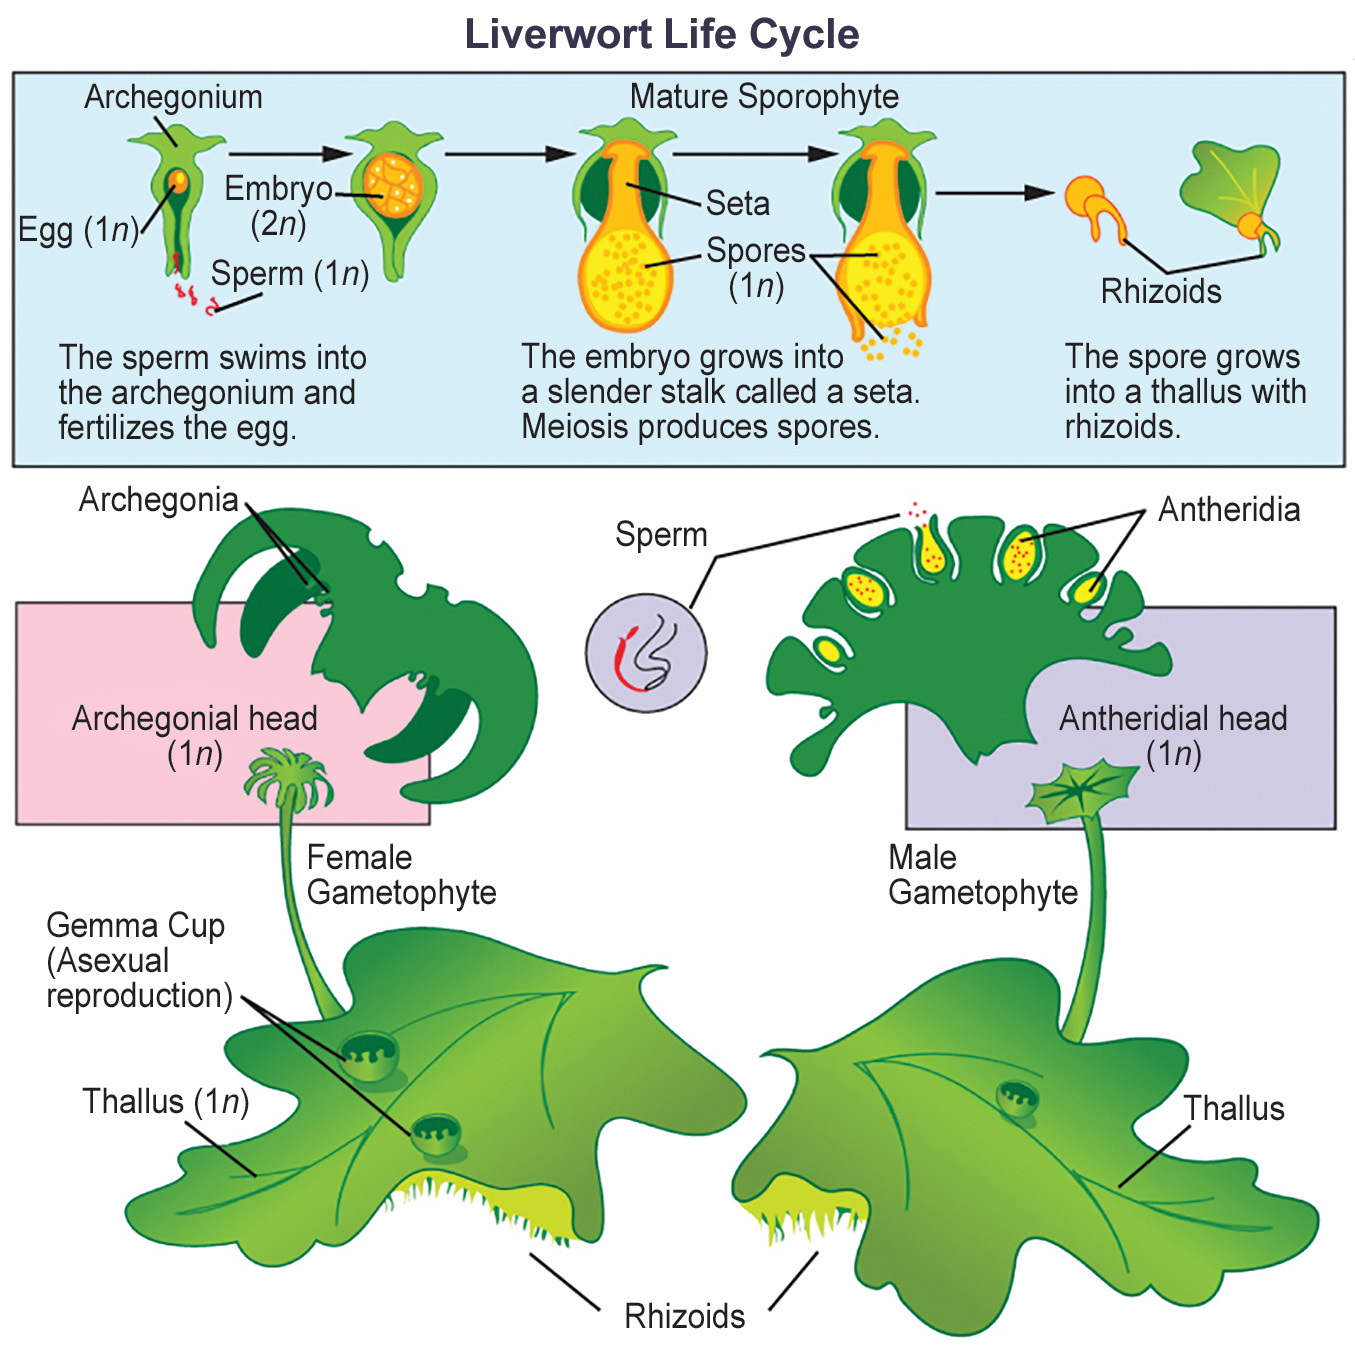 Liverwort Life Cycle
Archegonium
Mature Sporophyte
Egg (1n)
Embryo
(2n)
Sperm (1n)
Seta
Spores
(1n)
Rhizoids
The sperm swims into
the archegonium and
fertilizes the egg.
The embryo grows into
a slender stalk called a seta.
Meiosis produces spores.
The spore grows
into a thallus with
rhizoids.
Archegonia
Sperm
Antheridia
Archegonial head
(1n)
Antheridial head
(1n)
Female
Gametophyte
Male
Gametophyte
Gemma Cup
(Asexual
reproduction)
Thallus (1n)
Thallus
Rhizoids